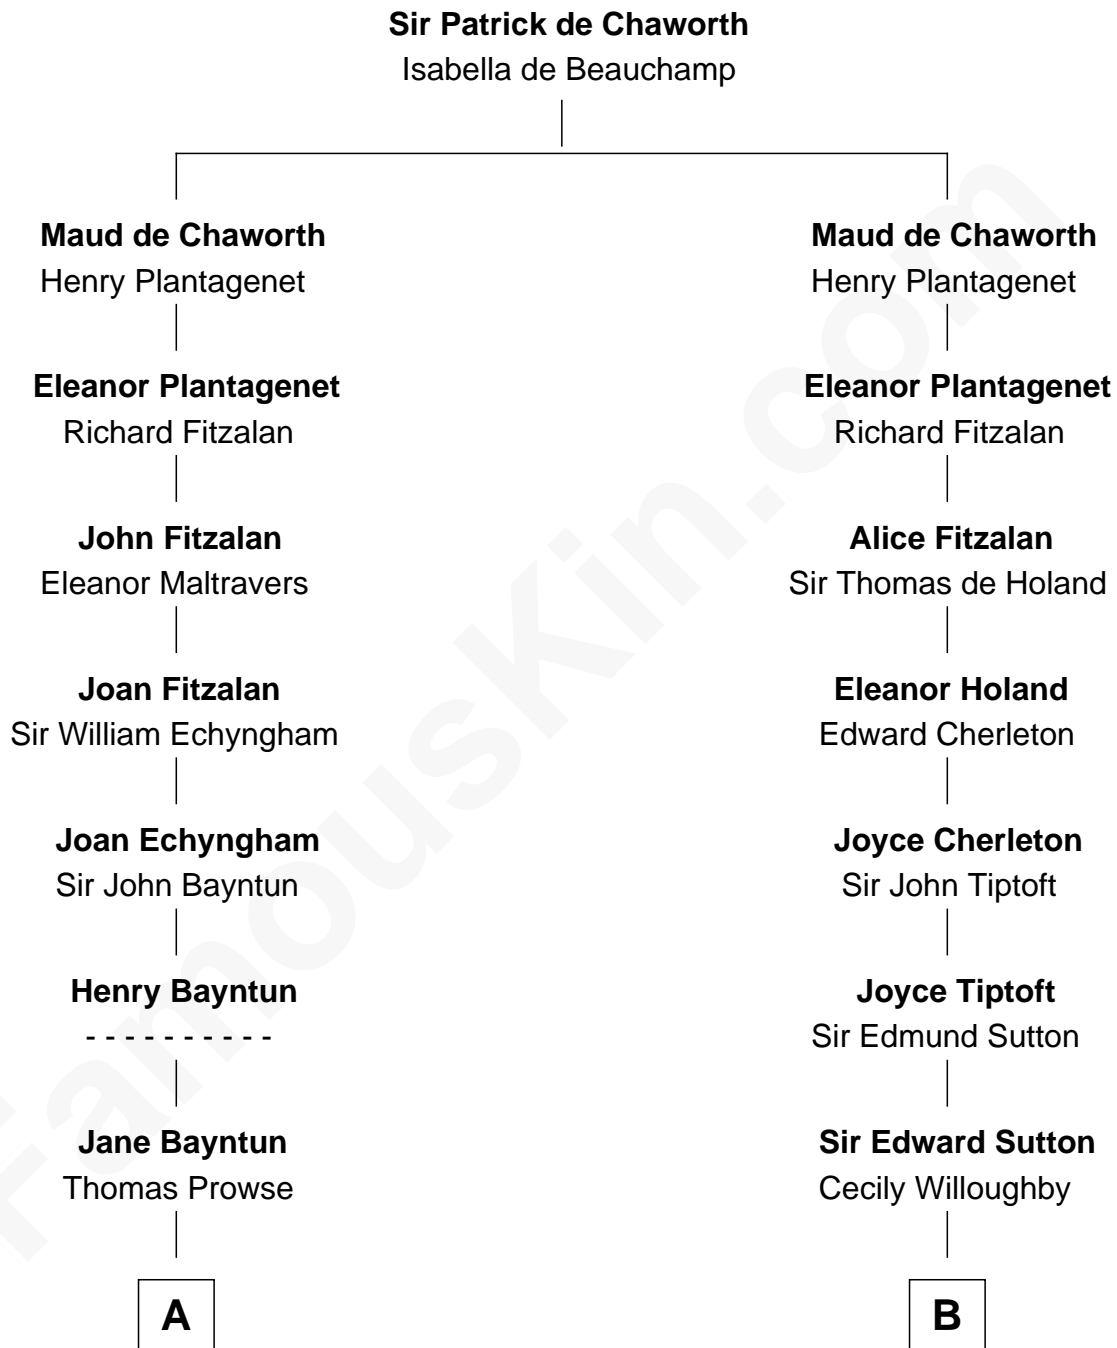 Sir Patrick de Chaworth
Isabella de Beauchamp
Maud de Chaworth
Henry Plantagenet
Eleanor Plantagenet
Richard Fitzalan
John Fitzalan
Eleanor Maltravers
Joan Fitzalan
Sir William Echyngham
Joan Echyngham
Sir John Bayntun
Henry Bayntun
- - - - - - - - - -
Jane Bayntun
Thomas Prowse
A
Maud de Chaworth
Henry Plantagenet
Eleanor Plantagenet
Richard Fitzalan
Alice Fitzalan
Sir Thomas de Holand
Eleanor Holand
Edward Cherleton
Joyce Cherleton
Sir John Tiptoft
Joyce Tiptoft
Sir Edmund Sutton
Sir Edward Sutton
Cecily Willoughby
B
FamousKin.com